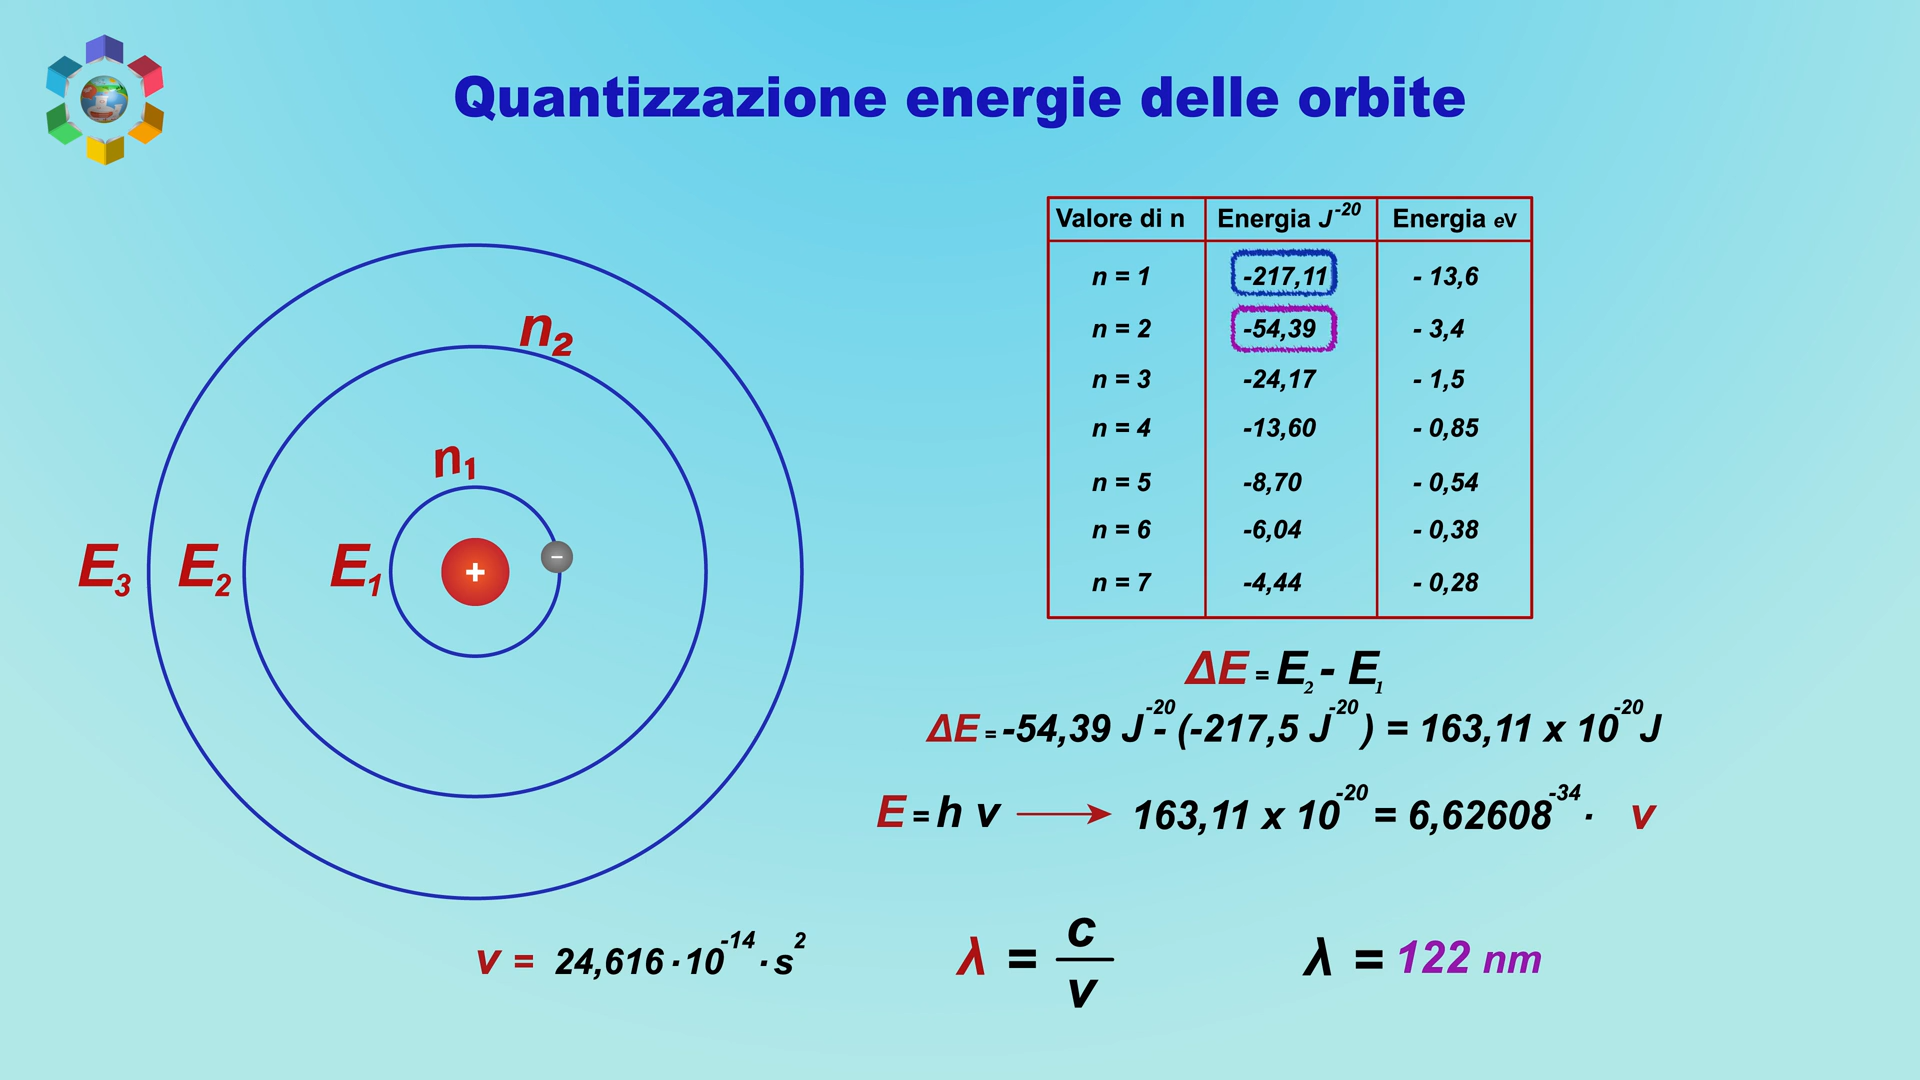 Quantizzazione energie delle orbite
Valore di n Energia J⁻²⁰ Energia eV
n = 1 -217,11 - 13,6
n = 2 -54,39 - 3,4
n = 3 -24,17 - 1,5
n = 4 -13,60 - 0,85
n = 5 -8,70 - 0,54
n = 6 -6,04 - 0,38
n = 7 -4,44 - 0,28
n₂
n₁
E₃ E₂ E₁ + −
ΔE = E₂ - E₁
ΔE = -54,39 J⁻²⁰ - (-217,5 J⁻²⁰) = 163,11 x 10⁻²⁰ J
E = h ν → 163,11 x 10⁻²⁰ = 6,62608⁻³⁴ · ν
ν = 24,616 · 10⁻¹⁴ · s²
λ = c / ν
λ = 122 nm